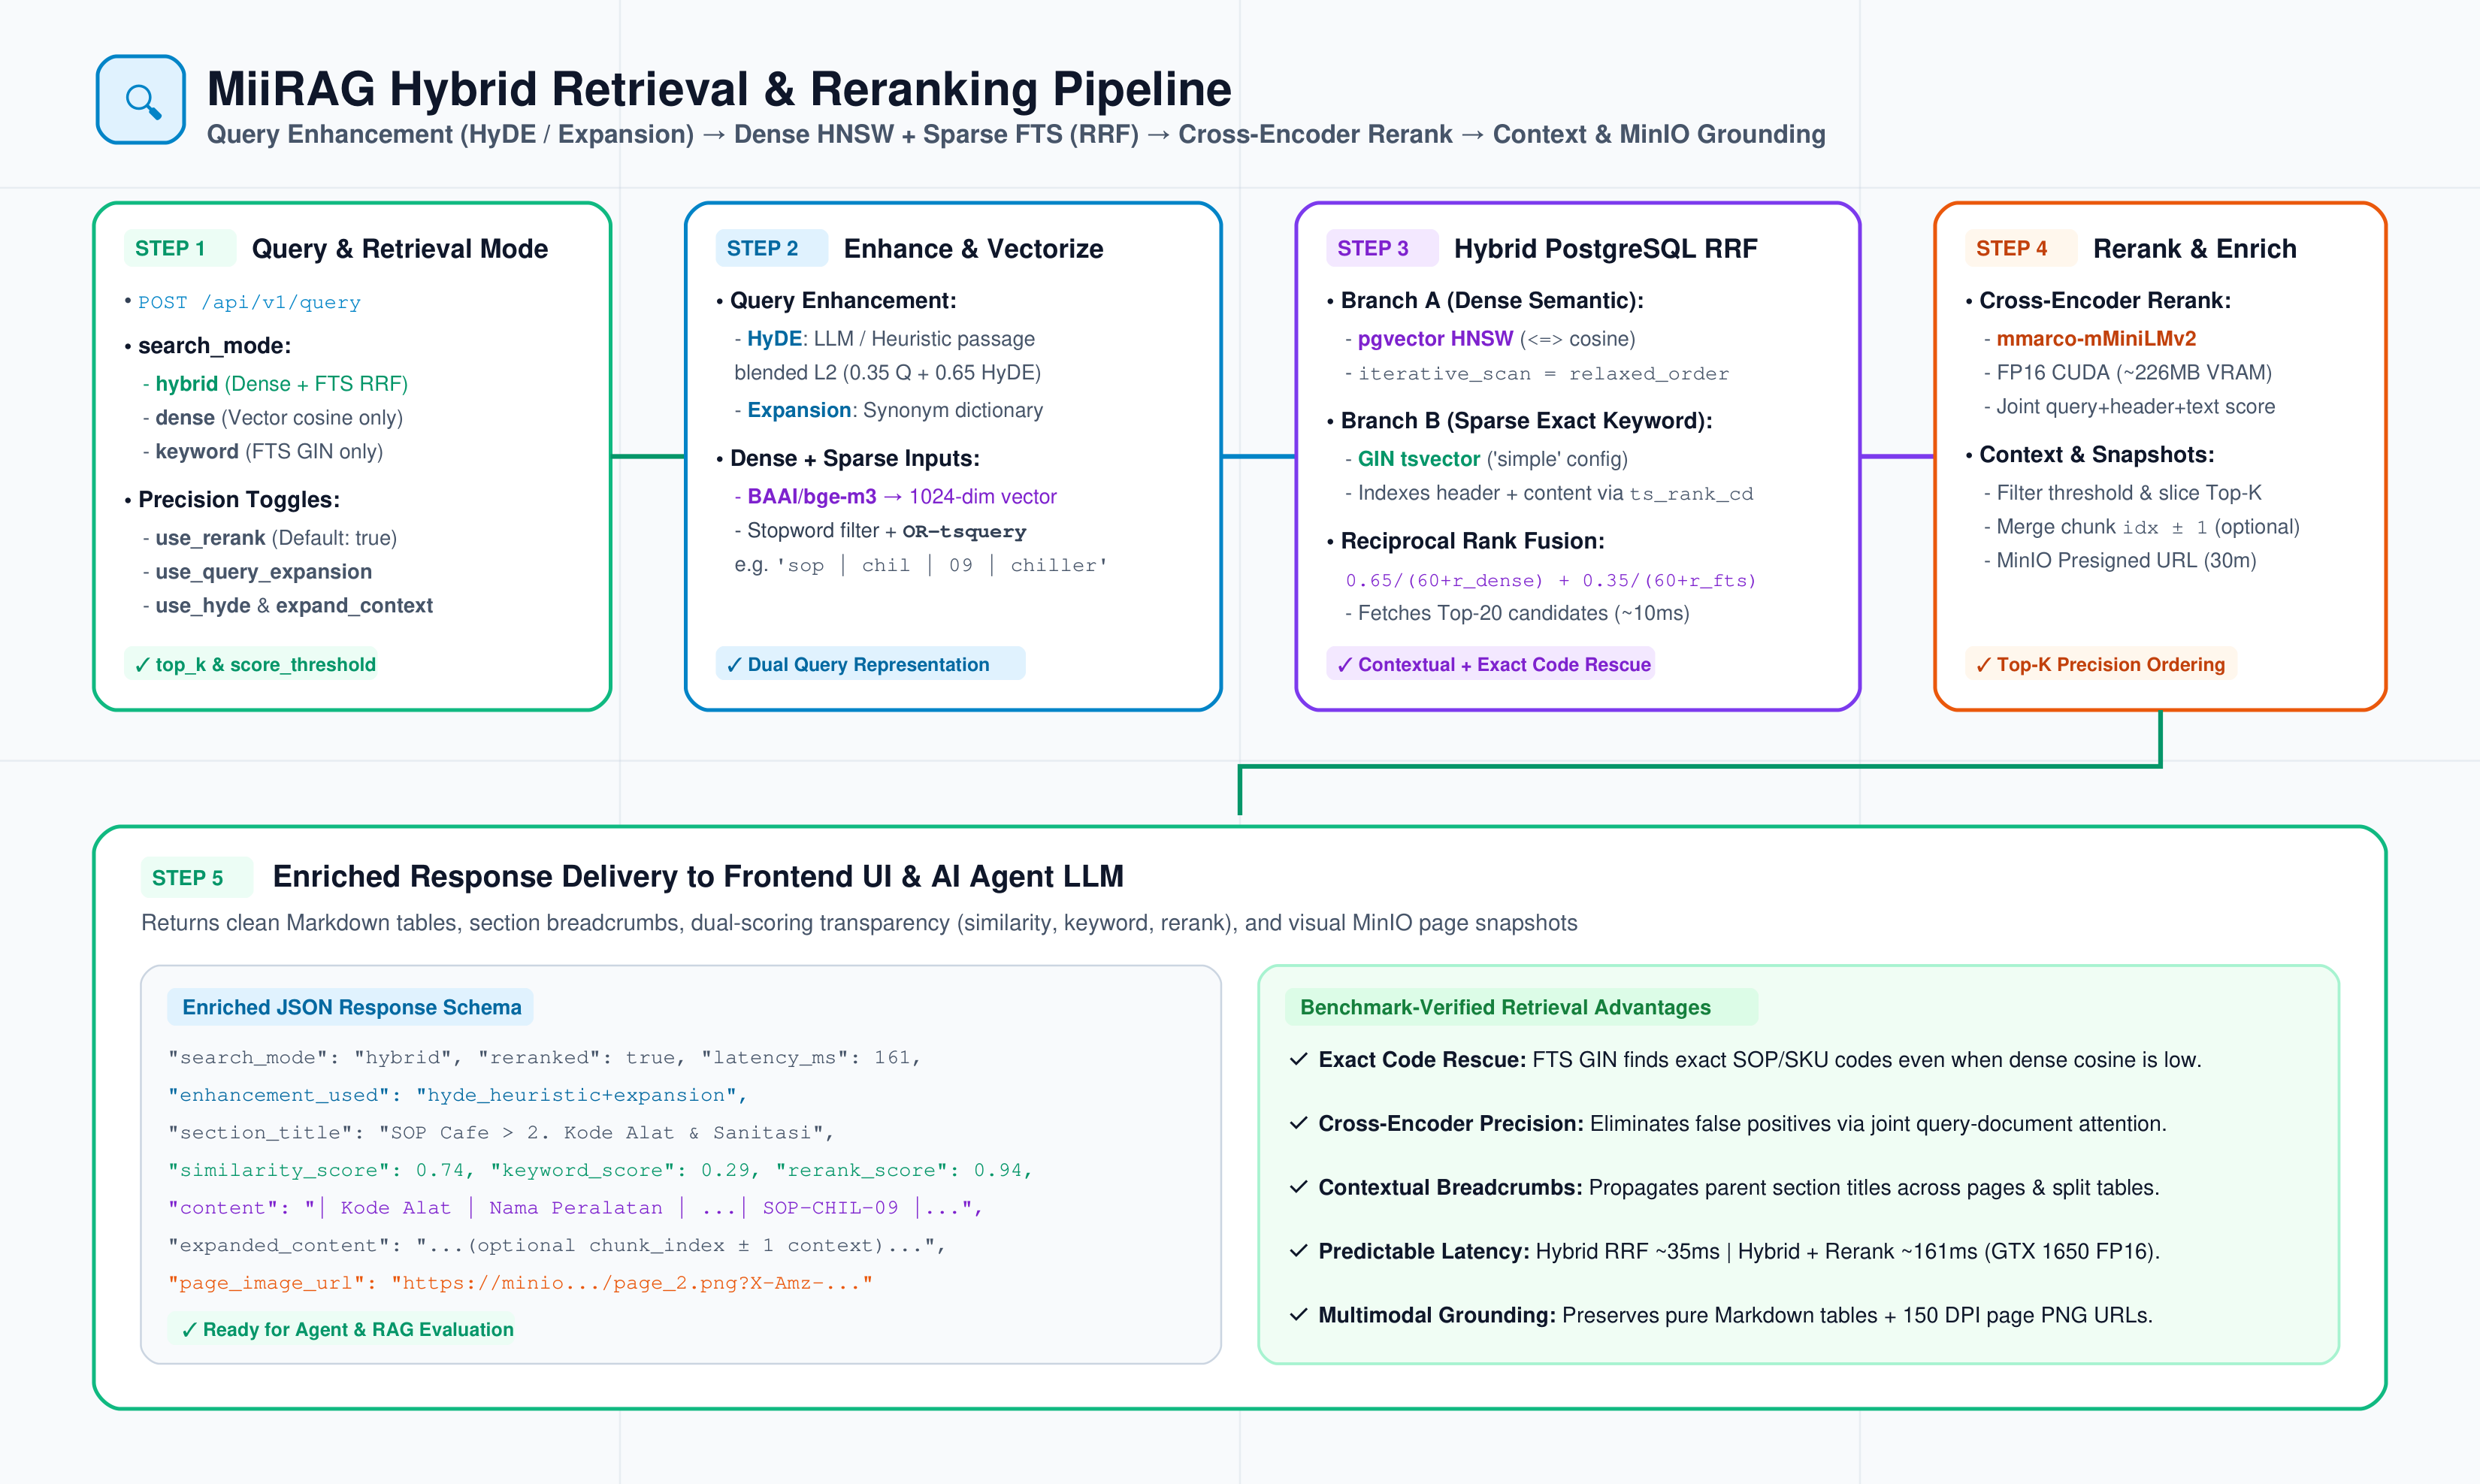 MiiRAG Hybrid Retrieval & Reranking Pipeline
Query Enhancement (HyDE / Expansion) → Dense HNSW + Sparse FTS (RRF) → Cross-Encoder Rerank → Context & MinIO Grounding
STEP 1 Query & Retrieval Mode
• POST /api/v1/query
• search_mode:
- hybrid (Dense + FTS RRF)
- dense (Vector cosine only)
- keyword (FTS GIN only)
• Precision Toggles:
- use_rerank (Default: true)
- use_query_expansion
- use_hyde & expand_context
✓ top_k & score_threshold
STEP 2 Enhance & Vectorize
• Query Enhancement:
- HyDE: LLM / Heuristic passage
blended L2 (0.35 Q + 0.65 HyDE)
- Expansion: Synonym dictionary
• Dense + Sparse Inputs:
- BAAI/bge-m3 → 1024-dim vector
- Stopword filter + OR-tsquery
e.g. 'sop | chil | 09 | chiller'
✓ Dual Query Representation
STEP 3 Hybrid PostgreSQL RRF
• Branch A (Dense Semantic):
- pgvector HNSW (<=> cosine)
- iterative_scan = relaxed_order
• Branch B (Sparse Exact Keyword):
- GIN tsvector ('simple' config)
- Indexes header + content via ts_rank_cd
• Reciprocal Rank Fusion:
0.65/(60+r_dense) + 0.35/(60+r_fts)
- Fetches Top-20 candidates (~10ms)
✓ Contextual + Exact Code Rescue
STEP 4 Rerank & Enrich
• Cross-Encoder Rerank:
- mmarco-mMiniLMv2
- FP16 CUDA (~226MB VRAM)
- Joint query+header+text score
• Context & Snapshots:
- Filter threshold & slice Top-K
- Merge chunk idx ± 1 (optional)
- MinIO Presigned URL (30m)
✓ Top-K Precision Ordering
STEP 5 Enriched Response Delivery to Frontend UI & AI Agent LLM
Returns clean Markdown tables, section breadcrumbs, dual-scoring transparency (similarity, keyword, rerank), and visual MinIO page snapshots
Enriched JSON Response Schema
"search_mode": "hybrid", "reranked": true, "latency_ms": 161,
"enhancement_used": "hyde_heuristic+expansion",
"section_title": "SOP Cafe > 2. Kode Alat & Sanitasi",
"similarity_score": 0.74, "keyword_score": 0.29, "rerank_score": 0.94,
"content": "| Kode Alat | Nama Peralatan | ...| SOP-CHIL-09 |...",
"expanded_content": "...(optional chunk_index ± 1 context)...",
"page_image_url": "https://minio.../page_2.png?X-Amz-..."
✓ Ready for Agent & RAG Evaluation
Benchmark-Verified Retrieval Advantages
✓ Exact Code Rescue: FTS GIN finds exact SOP/SKU codes even when dense cosine is low.
✓ Cross-Encoder Precision: Eliminates false positives via joint query-document attention.
✓ Contextual Breadcrumbs: Propagates parent section titles across pages & split tables.
✓ Predictable Latency: Hybrid RRF ~35ms | Hybrid + Rerank ~161ms (GTX 1650 FP16).
✓ Multimodal Grounding: Preserves pure Markdown tables + 150 DPI page PNG URLs.